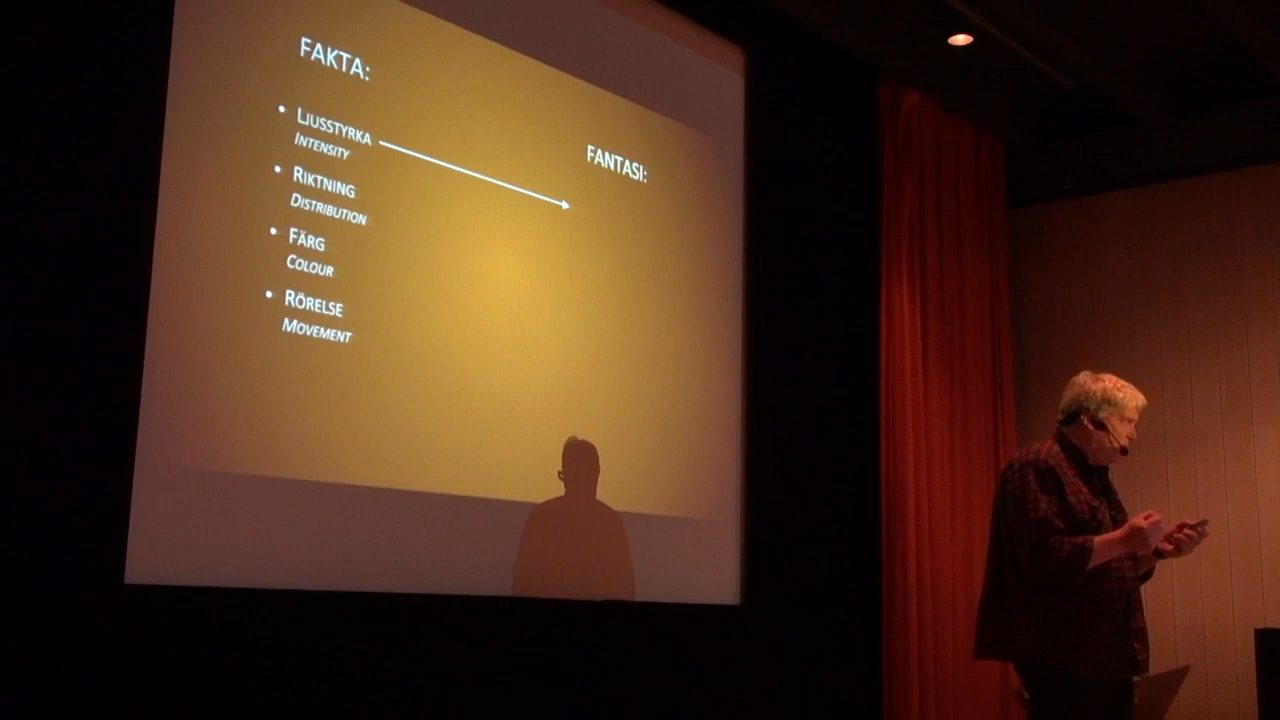 FAKTA:
• LJUSSTYRKA
INTENSITY
• RIKTNING
DISTRIBUTION
• FÄRG
COLOUR
• RÖRELSE
MOVEMENT
FANTASI: